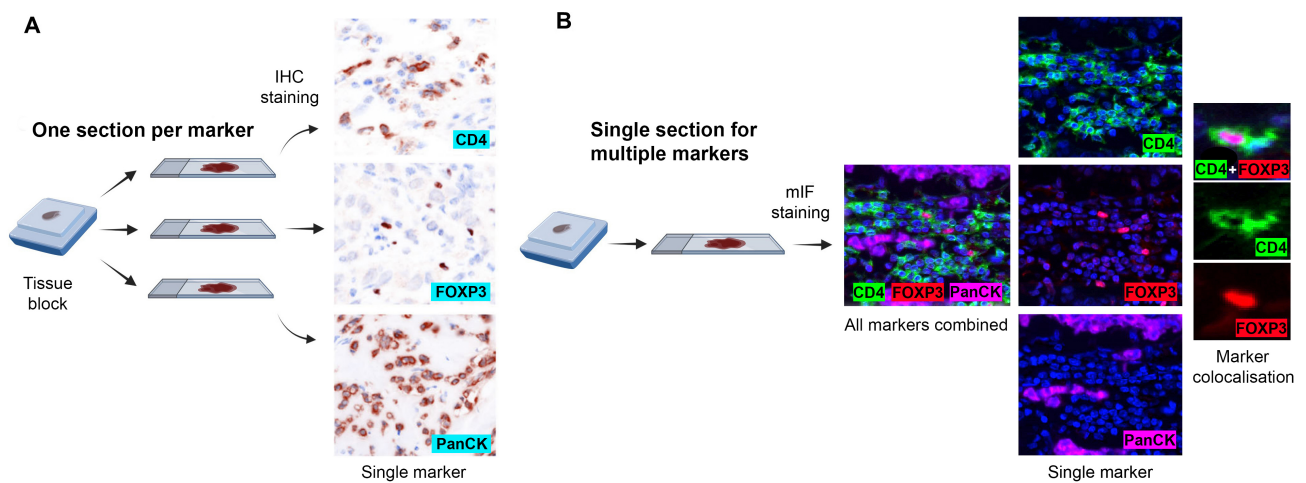 A
One section per marker
Tissue
block
IHC
staining
CD4
FOXP3
PanCK
Single marker
B
Single section for
multiple markers
mIF
staining
CD4 FOXP3 PanCK
All markers combined
CD4
FOXP3
PanCK
Single marker
CD4+FOXP3
CD4
FOXP3
Marker
colocalisation